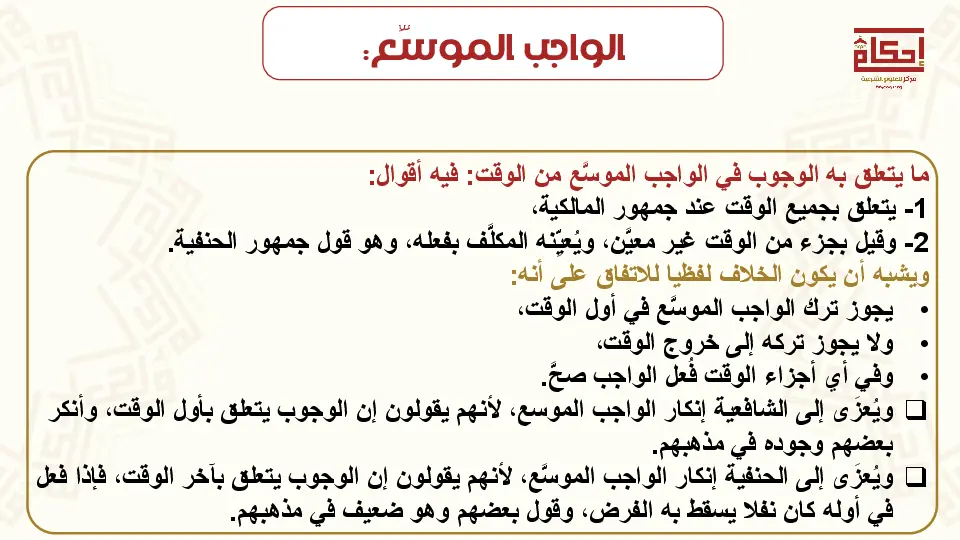 الواجب الموسَّع:
إحكام
مركز للعلوم الشرعية
ما يتعلق به الوجوب في الواجب الموسَّع من الوقت: فيه أقوال:
1- يتعلق بجميع الوقت عند جمهور المالكية،
2- وقيل بجزء من الوقت غير معيَّن، ويُعيِّنه المكلَّف بفعله، وهو قول جمهور الحنفية.
ويشبه أن يكون الخلاف لفظيا للاتفاق على أنه:
• يجوز ترك الواجب الموسَّع في أول الوقت،
• ولا يجوز تركه إلى خروج الوقت،
• وفي أي أجزاء الوقت فُعل الواجب صحَّ.
❑ ويُعزَى إلى الشافعية إنكار الواجب الموسع، لأنهم يقولون إن الوجوب يتعلق بأول الوقت، وأنكر
بعضهم وجوده في مذهبهم.
❑ ويُعزَى إلى الحنفية إنكار الواجب الموسَّع، لأنهم يقولون إن الوجوب يتعلق بآخر الوقت، فإذا فعل
في أوله كان نفلا يسقط به الفرض، وقول بعضهم وهو ضعيف في مذهبهم.